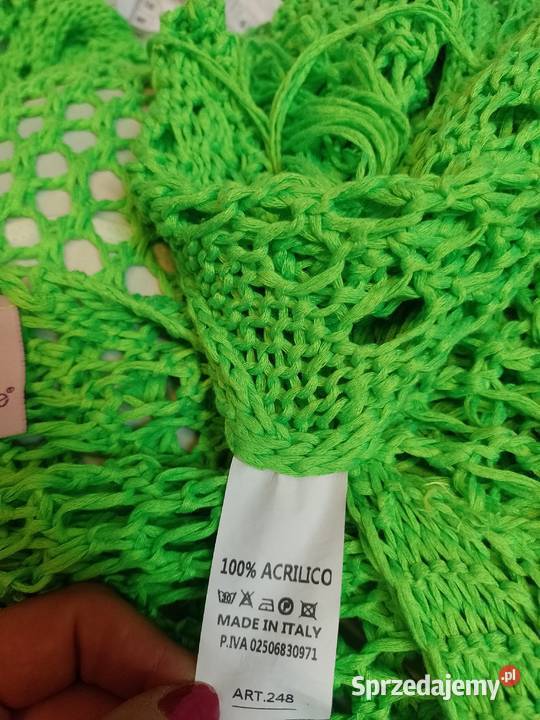 100% ACRILICO
MADE IN ITALY
P.IVA 02506830971
ART.248
Sprzedajemy.pl